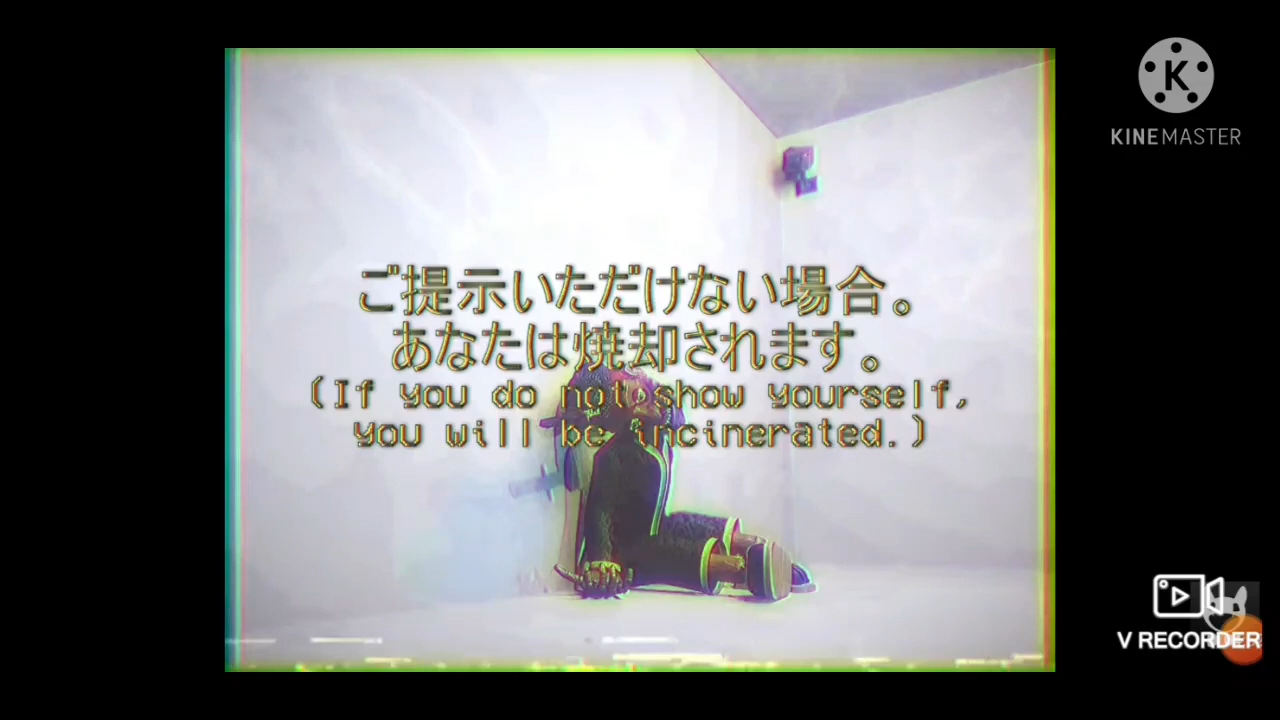 ご提示いただけない場合。
あなたは焼却されます。
(If you do not show yourself,
you will be incinerated.)
K
KINEMASTER
V RECORDER